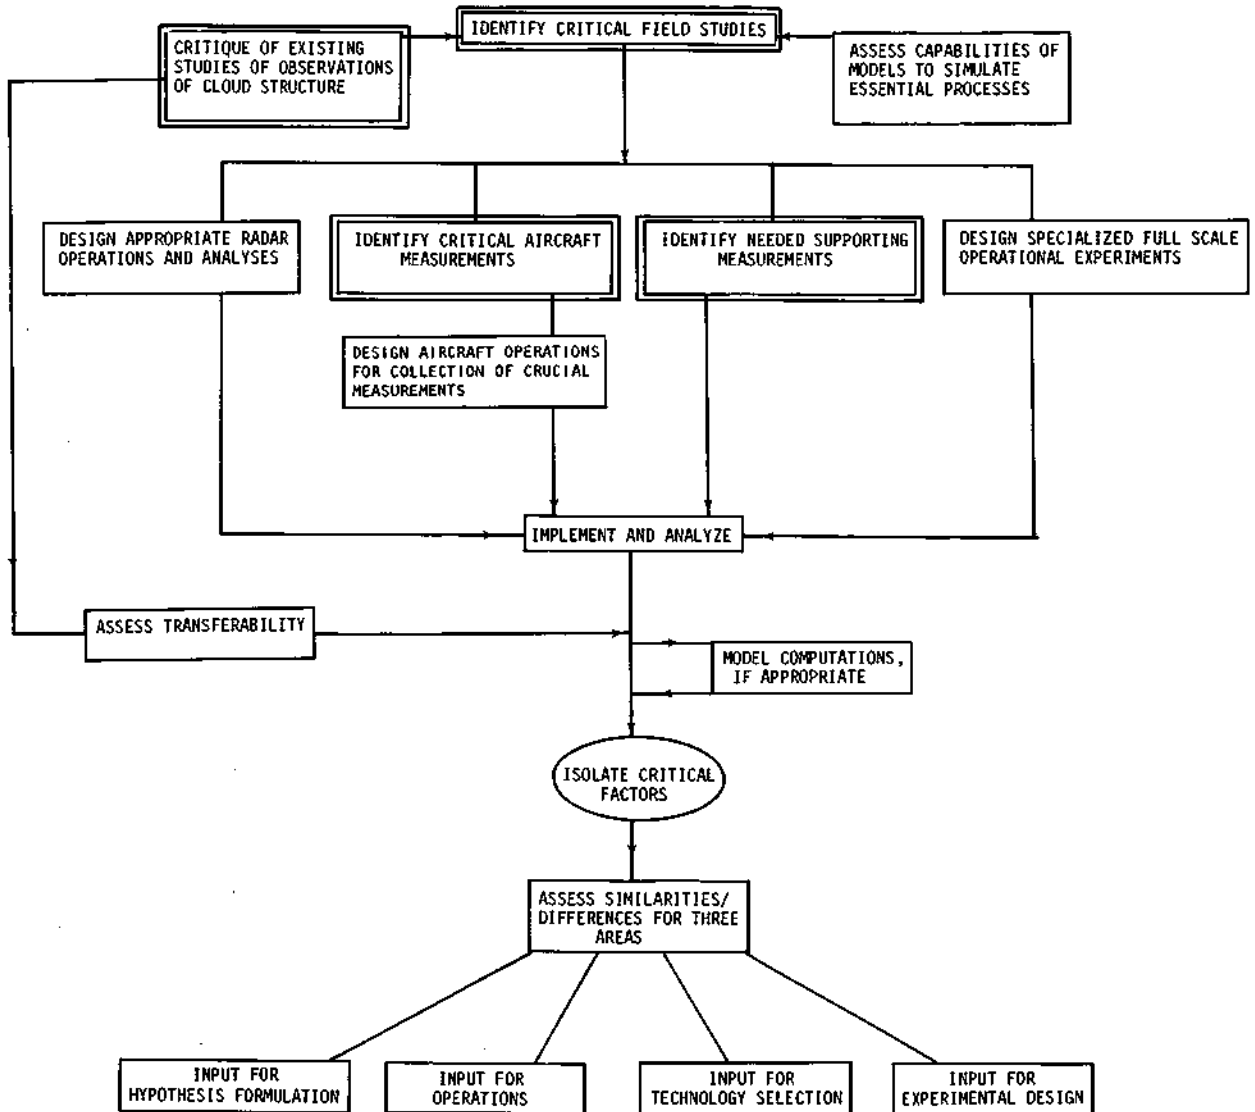 IDENTIFY CRITICAL FIELD STUDIES
CRITIQUE OF EXISTING
STUDIES OF OBSERVATIONS
OF CLOUD STRUCTURE
ASSESS CAPABILITIES OF
MODELS TO SIMULATE
ESSENTIAL PROCESSES
DESIGN APPROPRIATE RADAR
OPERATIONS AND ANALYSES
IDENTIFY CRITICAL AIRCRAFT
MEASUREMENTS
IDENTIFY NEEDED SUPPORTING
MEASUREMENTS
DESIGN SPECIALIZED FULL SCALE
OPERATIONAL EXPERIMENTS
DESIGN AIRCRAFT OPERATIONS
FOR COLLECTION OF CRUCIAL
MEASUREMENTS
IMPLEMENT AND ANALYZE
ASSESS TRANSFERABILITY
MODEL COMPUTATIONS,
IF APPROPRIATE
ISOLATE CRITICAL
FACTORS
ASSESS SIMILARITIES/
DIFFERENCES FOR THREE
AREAS
INPUT FOR
HYPOTHESIS FORMULATION
INPUT FOR
OPERATIONS
INPUT FOR
TECHNOLOGY SELECTION
INPUT FOR
EXPERIMENTAL DESIGN